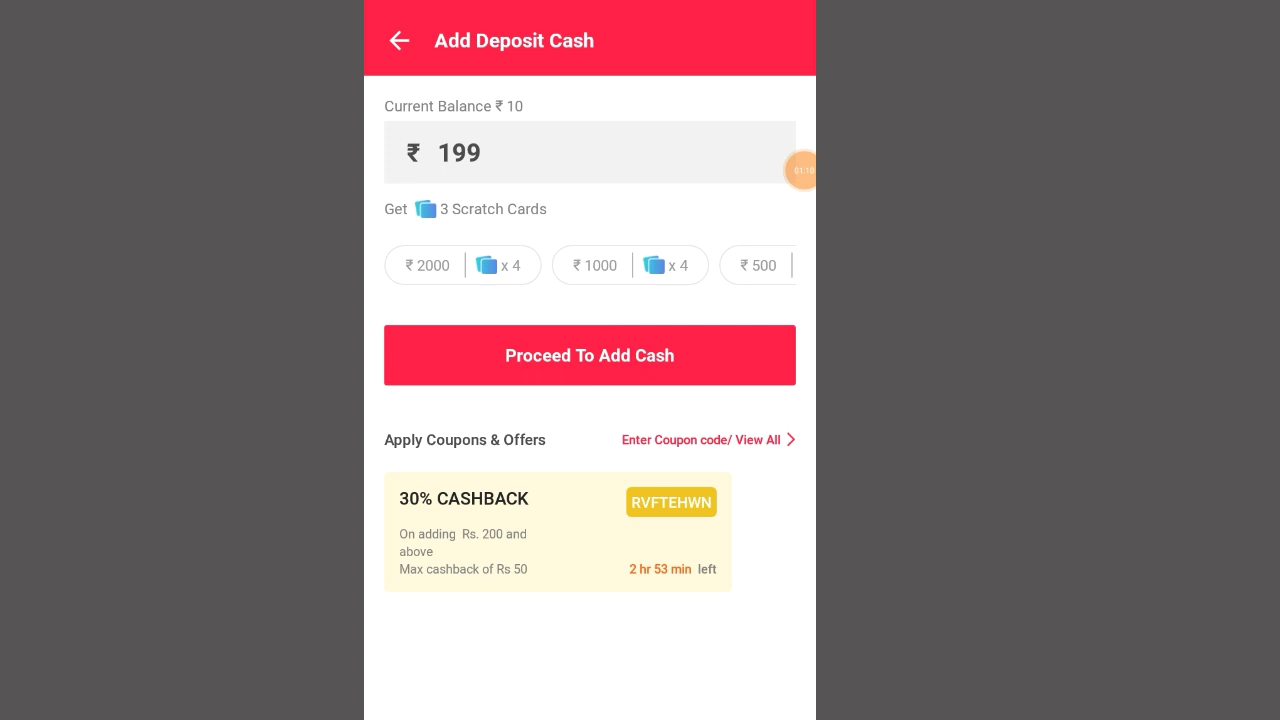 Add Deposit Cash
Current Balance ₹ 10
₹ 199
01:10
Get 3 Scratch Cards
₹ 2000 x 4 ₹ 1000 x 4 ₹ 500
Proceed To Add Cash
Apply Coupons & Offers Enter Coupon code/ View All
30% CASHBACK RVFTEHWN
On adding Rs. 200 and
above
Max cashback of Rs 50 2 hr 53 min left